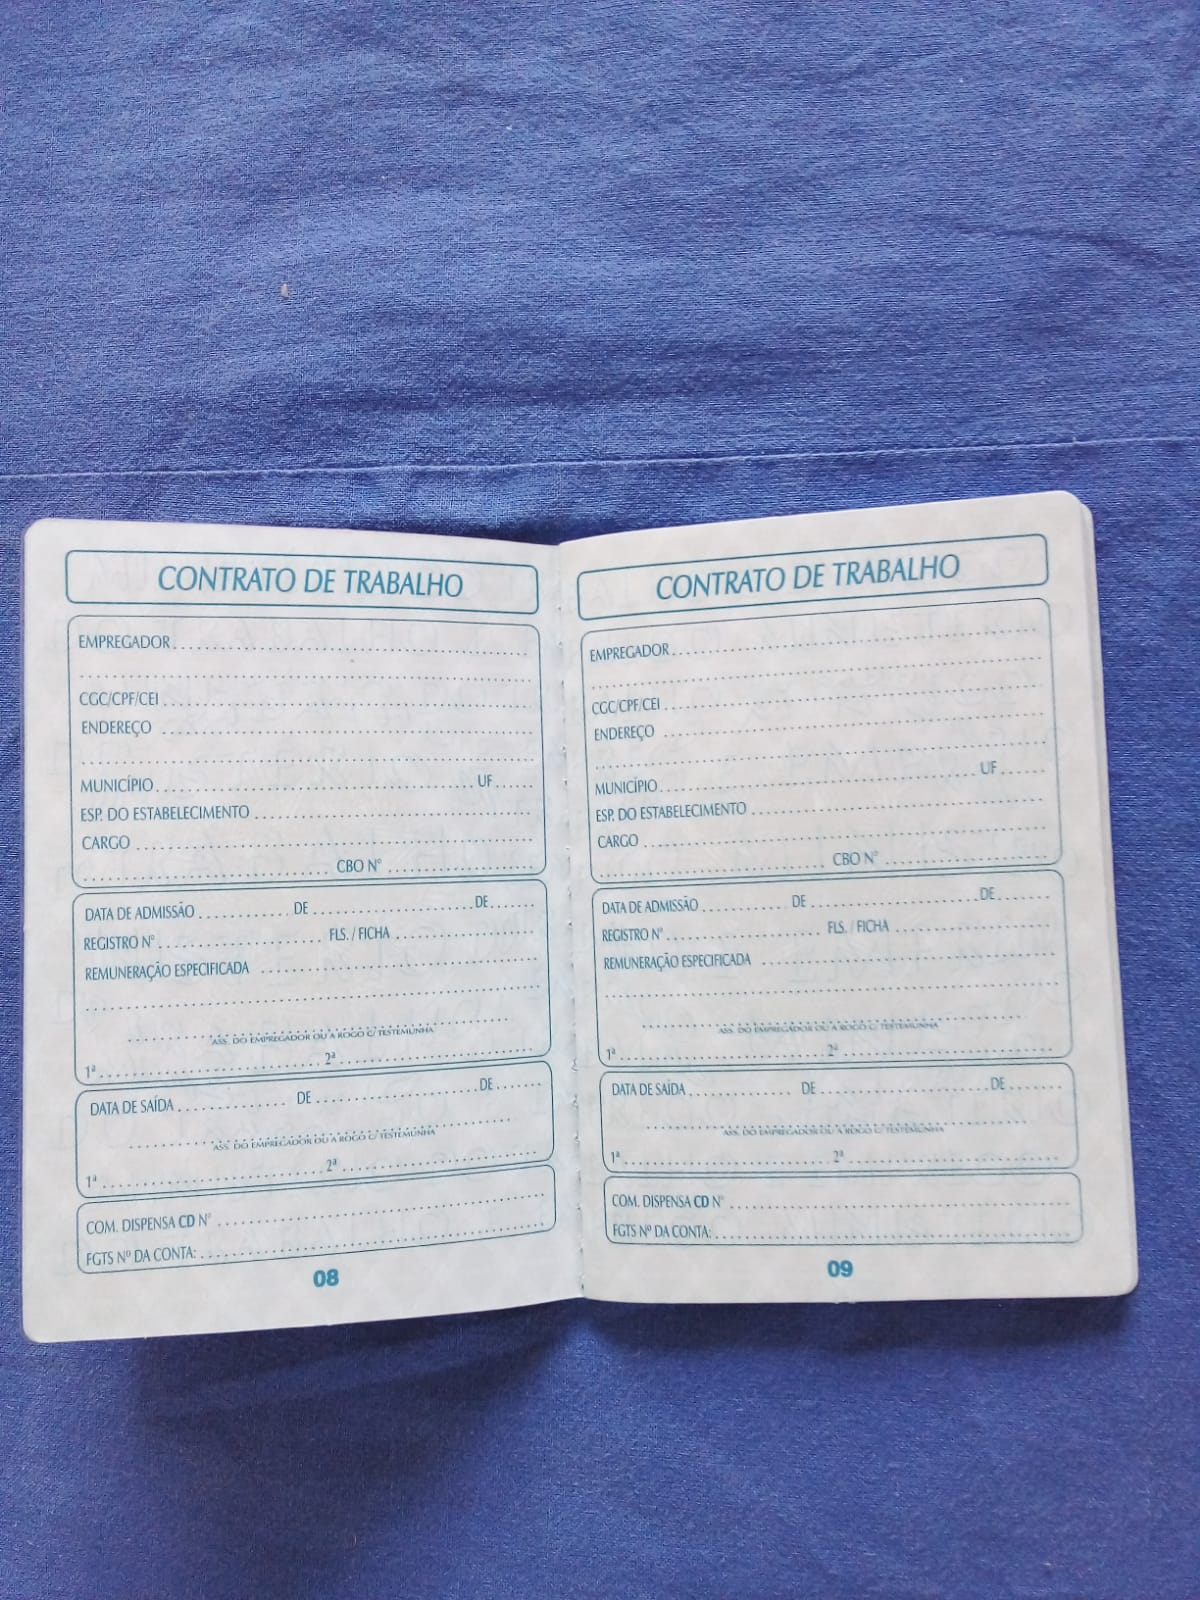 CONTRATO DE TRABALHO
EMPREGADOR
CGC/CPF/CEI
ENDEREÇO
MUNICÍPIO UF
ESP. DO ESTABELECIMENTO
CARGO
CBO Nº
DATA DE ADMISSÃO DE DE
REGISTRO Nº FLS. / FICHA
REMUNERAÇÃO ESPECIFICADA
ASS. DO EMPREGADOR OU A ROGO C/ TESTEMUNHA
1ª 2ª
DATA DE SAÍDA DE DE
ASS. DO EMPREGADOR OU A ROGO C/ TESTEMUNHA
1ª 2ª
COM. DISPENSA CD Nº
FGTS Nº DA CONTA:
08
CONTRATO DE TRABALHO
EMPREGADOR
CGC/CPF/CEI
ENDEREÇO
MUNICÍPIO UF
ESP. DO ESTABELECIMENTO
CARGO
CBO Nº
DATA DE ADMISSÃO DE DE
REGISTRO Nº FLS. / FICHA
REMUNERAÇÃO ESPECIFICADA
ASS. DO EMPREGADOR OU A ROGO C/ TESTEMUNHA
1ª 2ª
DATA DE SAÍDA DE DE
ASS. DO EMPREGADOR OU A ROGO C/ TESTEMUNHA
1ª 2ª
COM. DISPENSA CD Nº
FGTS Nº DA CONTA:
09